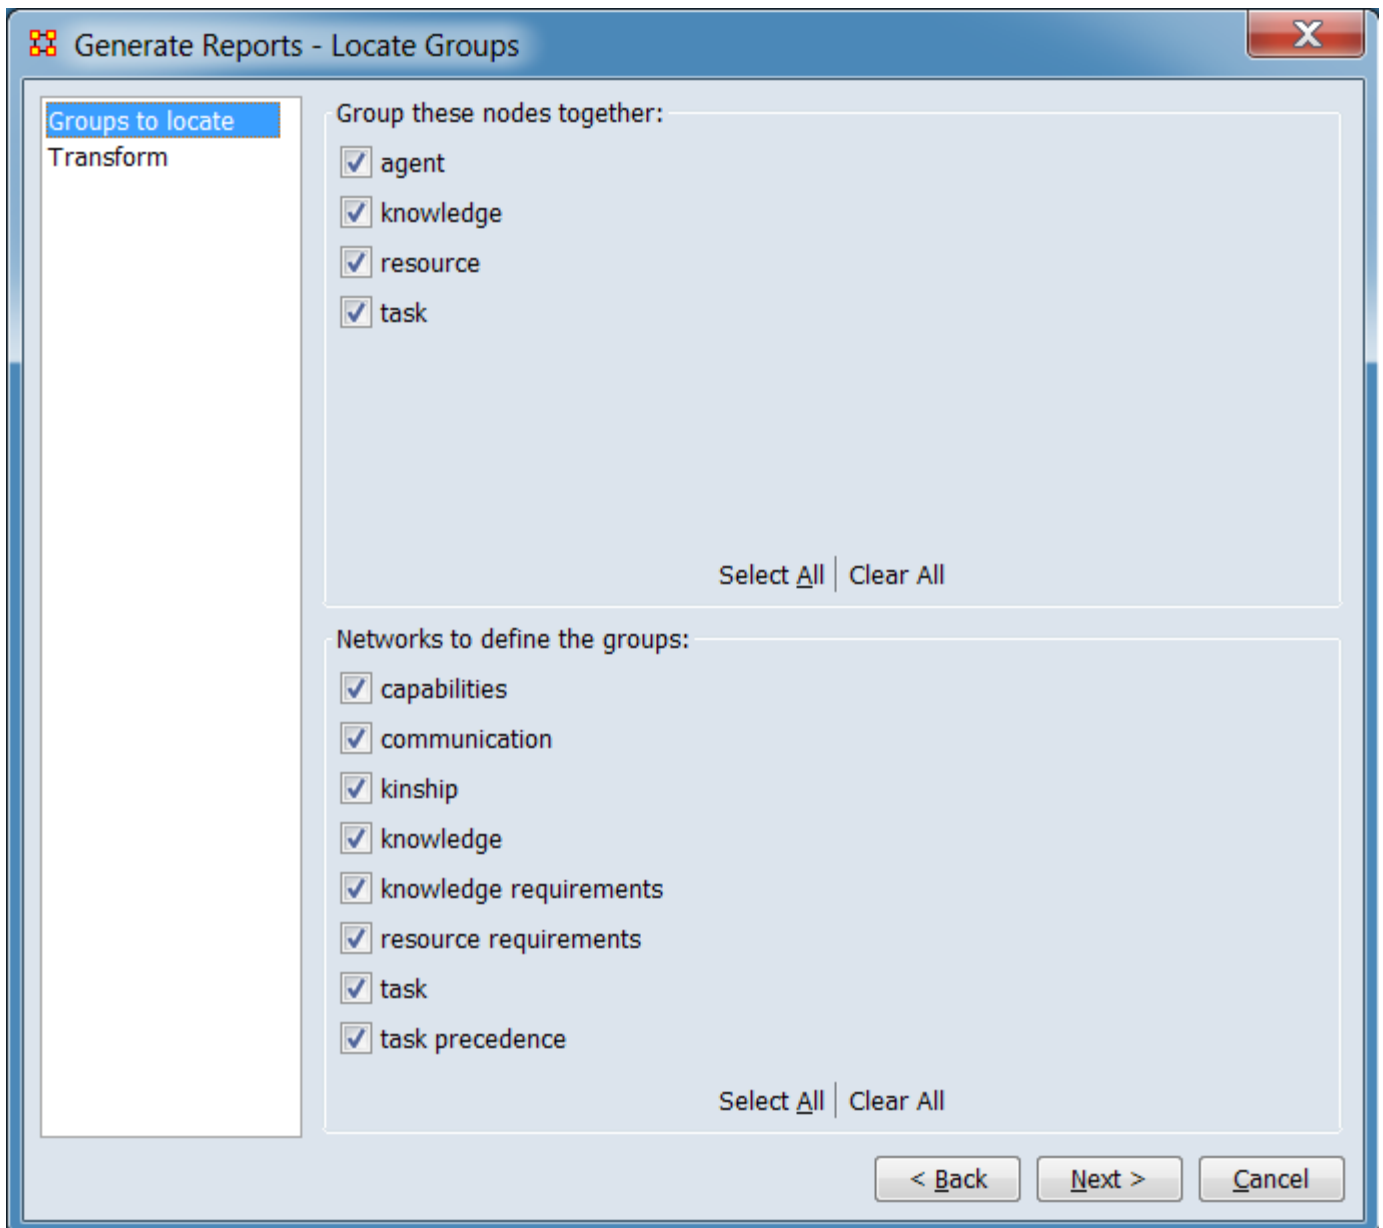 Generate Reports - Locate Groups
X
Groups to locate
Transform
Group these nodes together:
agent
knowledge
resource
task
Select All | Clear All
Networks to define the groups:
capabilities
communication
kinship
knowledge
knowledge requirements
resource requirements
task
task precedence
Select All | Clear All
< Back Next > Cancel